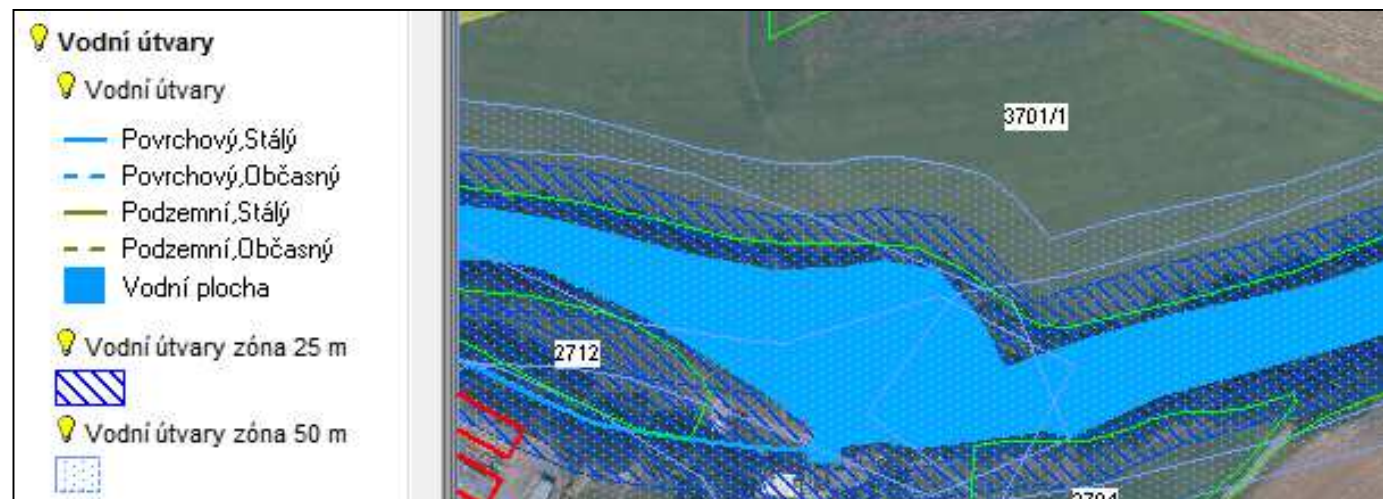 Vodní útvary
Vodní útvary
Povrchový,Stálý
Povrchový,Občasný
Podzemní,Stálý
Podzemní,Občasný
Vodní plocha
Vodní útvary zóna 25 m
Vodní útvary zóna 50 m
3701/1
2712